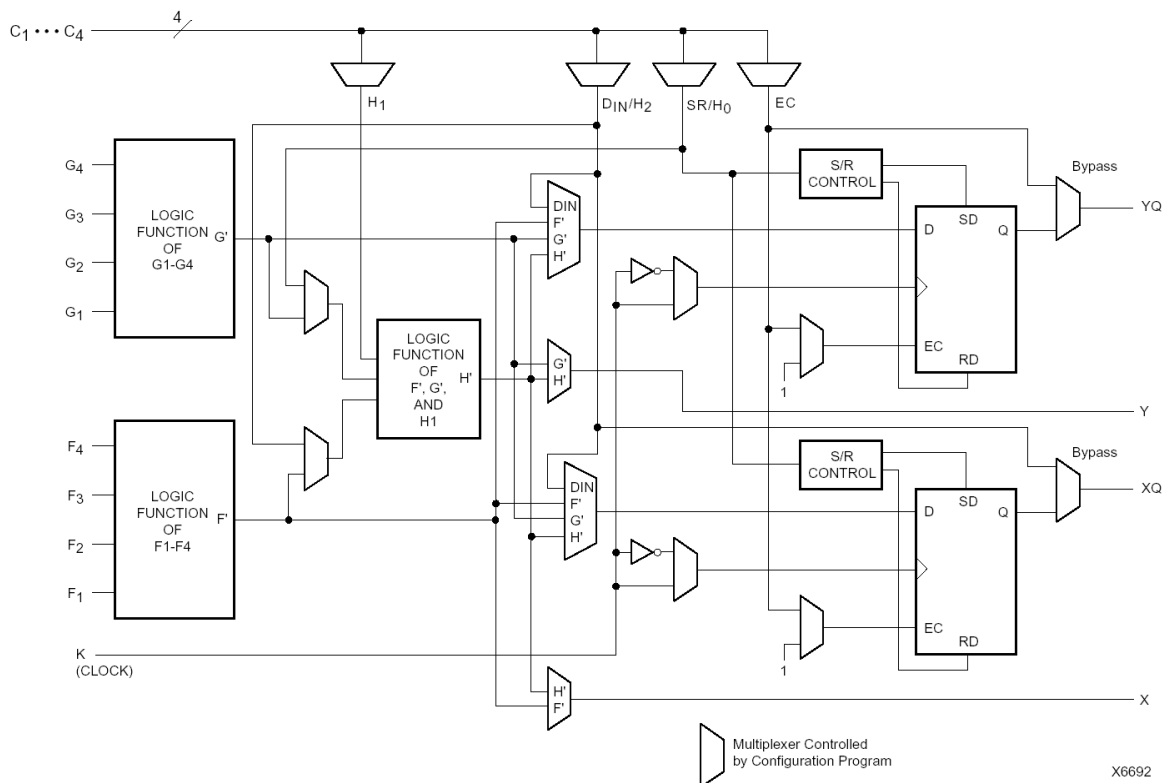 C1 • • • C4
4
H1
DIN/H2
SR/H0
EC
G4
G3
G2
G1
LOGIC
FUNCTION
OF
G1-G4
G'
DIN
F'
G'
H'
S/R
CONTROL
Bypass
D
SD
Q
EC
RD
1
YQ
LOGIC
FUNCTION
OF
F', G',
AND
H1
H'
G'
H'
Y
F4
F3
F2
F1
LOGIC
FUNCTION
OF
F1-F4
F'
DIN
F'
G'
H'
S/R
CONTROL
Bypass
D
SD
Q
EC
RD
1
XQ
K
(CLOCK)
H'
F'
X
Multiplexer Controlled
by Configuration Program
X6692